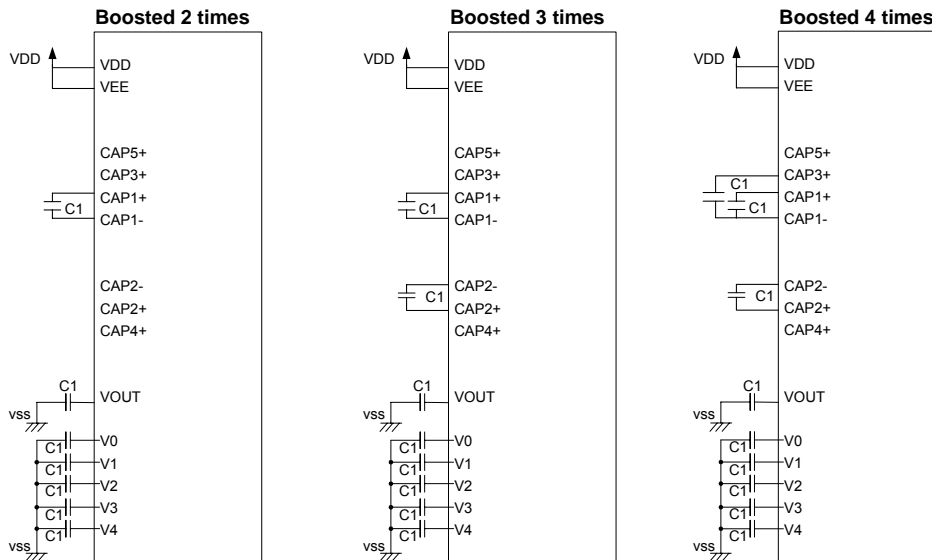 Boosted 2 times
VDD
VDD
VEE
CAP5+
CAP3+
CAP1+
C1
CAP1-
CAP2-
CAP2+
CAP4+
C1
VOUT
vss
V0
C1
V1
C1
V2
C1
V3
C1
V4
C1
vss
Boosted 3 times
VDD
VDD
VEE
CAP5+
CAP3+
CAP1+
C1
CAP1-
CAP2-
C1
CAP2+
CAP4+
C1
VOUT
vss
V0
C1
V1
C1
V2
C1
V3
C1
V4
C1
vss
Boosted 4 times
VDD
VDD
VEE
CAP5+
CAP3+
C1
CAP1+
C1
CAP1-
CAP2-
C1
CAP2+
CAP4+
C1
VOUT
vss
V0
C1
V1
C1
V2
C1
V3
C1
V4
C1
vss